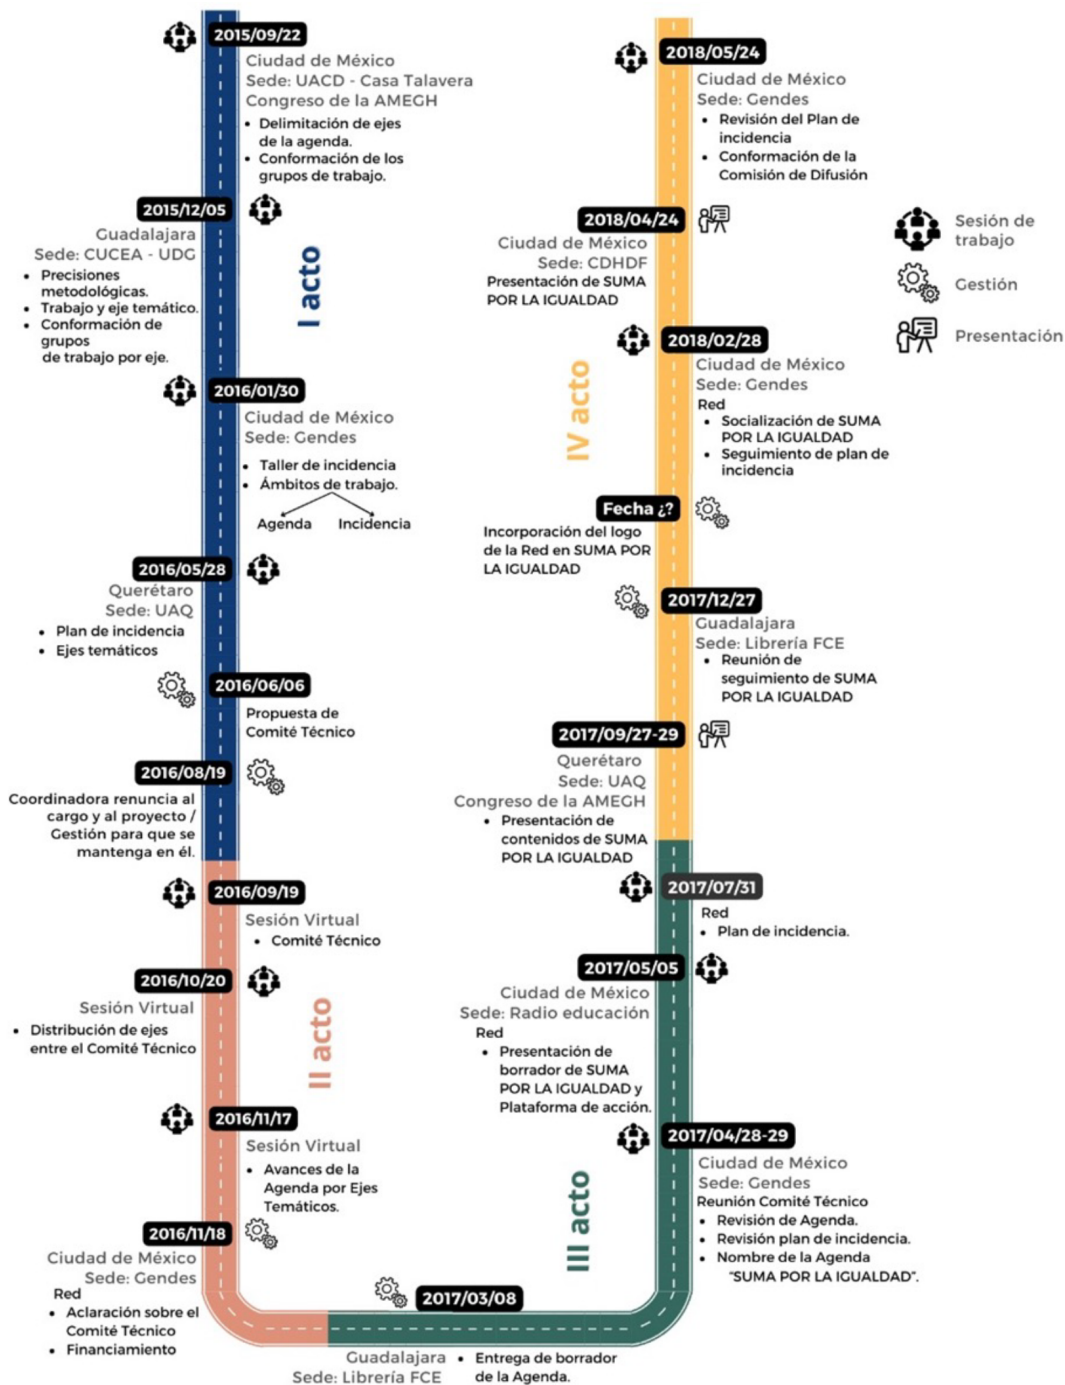 2015/09/22
Ciudad de México
Sede: UACD - Casa Talavera
Congreso de la AMEGH
• Delimitación de ejes
de la agenda.
• Conformación de los
grupos de trabajo.
2015/12/05
Guadalajara
Sede: CUCEA - UDG
• Precisiones
metodológicas.
• Trabajo y eje temático.
• Conformación de
grupos
de trabajo por eje.
I acto
2016/01/30
Ciudad de México
Sede: Gendes
• Taller de incidencia
• Ámbitos de trabajo.
Agenda Incidencia
2016/05/28
Querétaro
Sede: UAQ
• Plan de incidencia
• Ejes temáticos
2016/06/06
Propuesta de
Comité Técnico
2016/08/19
Coordinadora renuncia al
cargo y al proyecto /
Gestión para que se
mantenga en él.
2016/09/19
Sesión Virtual
• Comité Técnico
2016/10/20
Sesión Virtual
• Distribución de ejes
entre el Comité Técnico
II acto
2016/11/17
Sesión Virtual
• Avances de la
Agenda por Ejes
Temáticos.
2016/11/18
Ciudad de México
Sede: Gendes
Red
• Aclaración sobre el
Comité Técnico
• Financiamiento
2017/03/08
Guadalajara
Sede: Librería FCE
• Entrega de borrador
de la Agenda.
III acto
2017/04/28-29
Ciudad de México
Sede: Gendes
Reunión Comité Técnico
• Revisión de Agenda.
• Revisión plan de incidencia.
• Nombre de la Agenda
“SUMA POR LA IGUALDAD”.
2017/05/05
Ciudad de México
Sede: Radio educación
Red
• Presentación de
borrador de SUMA
POR LA IGUALDAD y
Plataforma de acción.
2017/07/31
Red
• Plan de incidencia.
2017/09/27-29
Querétaro
Sede: UAQ
Congreso de la AMEGH
• Presentación de
contenidos de SUMA
POR LA IGUALDAD
2017/12/27
Guadalajara
Sede: Librería FCE
• Reunión de
seguimiento de SUMA
POR LA IGUALDAD
Fecha ¿?
Incorporación del logo
de la Red en SUMA POR
LA IGUALDAD
IV acto
2018/02/28
Ciudad de México
Sede: Gendes
Red
• Socialización de SUMA
POR LA IGUALDAD
• Seguimiento de plan de
incidencia
2018/04/24
Ciudad de México
Sede: CDHDF
Presentación de SUMA
POR LA IGUALDAD
2018/05/24
Ciudad de México
Sede: Gendes
• Revisión del Plan de
incidencia
• Conformación de la
Comisión de Difusión
Sesión de
trabajo
Gestión
Presentación